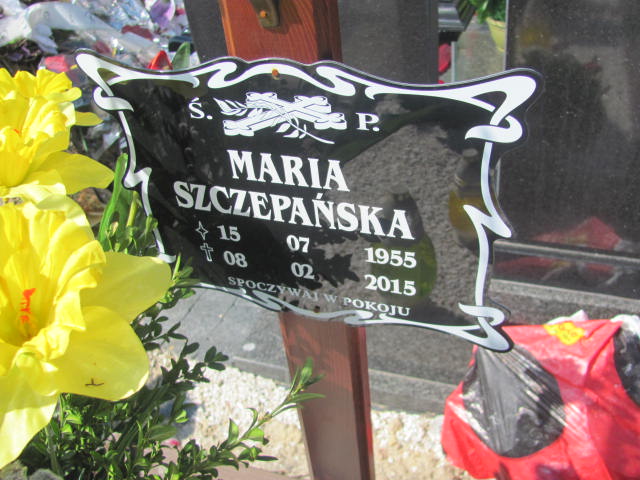 Ś. P.
MARIA
SZCZEPAŃSKA
15 07 1955
08 02 2015
SPOCZYWAJ W POKOJU